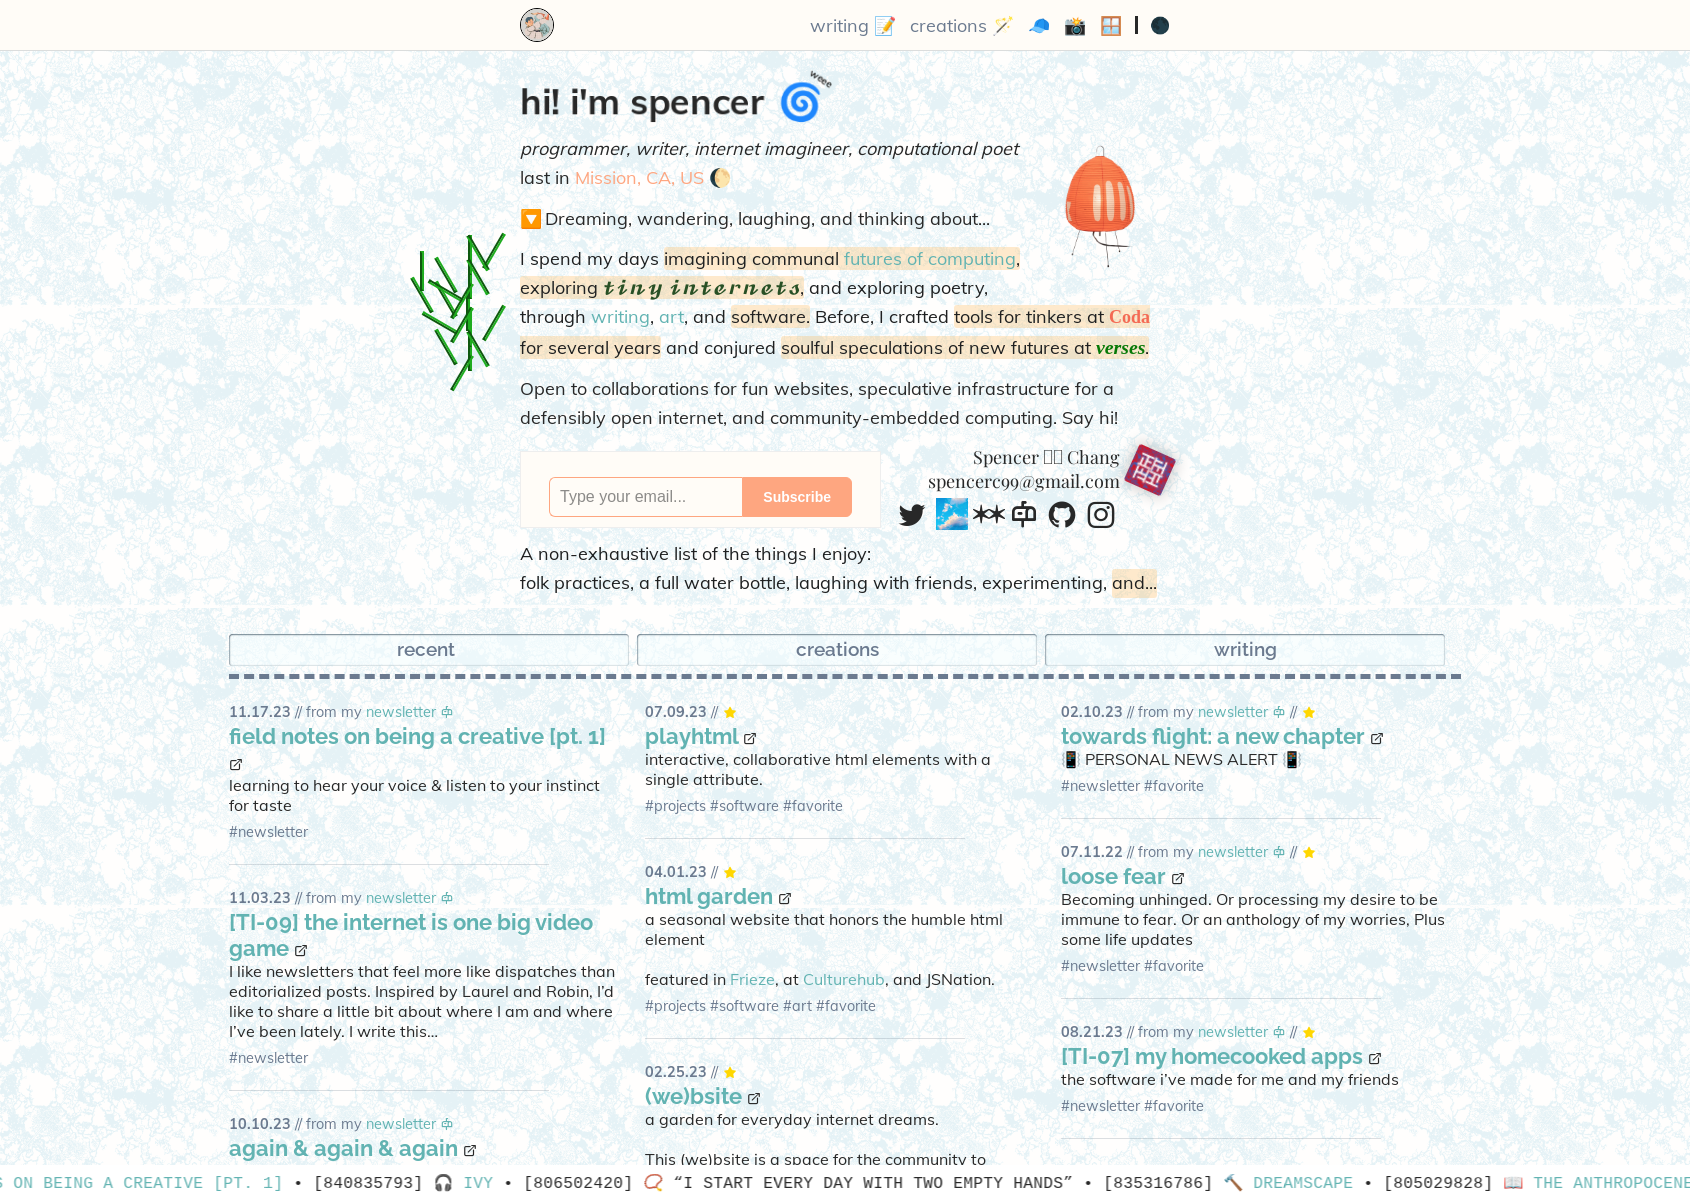 writing 📝 creations 🪄 🧢 📸 🪟 | 🌑
hi! i'm spencer 🌀 weee
programmer, writer, internet imagineer, computational poet
last in Mission, CA, US 🌔
🔽 Dreaming, wandering, laughing, and thinking about...
I spend my days imagining communal futures of computing,
exploring tiny internets, and exploring poetry,
through writing, art, and software. Before, I crafted tools for tinkers at Coda
for several years and conjured soulful speculations of new futures at verses.
Open to collaborations for fun websites, speculative infrastructure for a
defensibly open internet, and community-embedded computing. Say hi!
Type your email... Subscribe
Spencer Chang
spencerc99@gmail.com
A non-exhaustive list of the things I enjoy:
folk practices, a full water bottle, laughing with friends, experimenting, and...
recent creations writing
11.17.23 // from my newsletter
field notes on being a creative [pt. 1]
learning to hear your voice & listen to your instinct
for taste
#newsletter
11.03.23 // from my newsletter
[TI-09] the internet is one big video
game
I like newsletters that feel more like dispatches than
editorialized posts. Inspired by Laurel and Robin, I'd
like to share a little bit about where I am and where
I've been lately. I write this...
#newsletter
10.10.23 // from my newsletter
again & again & again
07.09.23 // ⭐
playhtml
interactive, collaborative html elements with a
single attribute.
#projects #software #favorite
04.01.23 // ⭐
html garden
a seasonal website that honors the humble html
element
featured in Frieze, at Culturehub, and JSNation.
#projects #software #art #favorite
02.25.23 // ⭐
(we)bsite
a garden for everyday internet dreams.
This (we)bsite is a space for the community to
02.10.23 // from my newsletter // ⭐
towards flight: a new chapter
📳 PERSONAL NEWS ALERT 📳
#newsletter #favorite
07.11.22 // from my newsletter // ⭐
loose fear
Becoming unhinged. Or processing my desire to be
immune to fear. Or an anthology of my worries, Plus
some life updates
#newsletter #favorite
08.21.23 // from my newsletter // ⭐
[TI-07] my homecooked apps
the software i've made for me and my friends
#newsletter #favorite
S ON BEING A CREATIVE [PT. 1] • [840835793] 🎧 IVY • [806502420] 📿 “I START EVERY DAY WITH TWO EMPTY HANDS” • [835316786] 🔨 DREAMSCAPE • [805029828] 📖 THE ANTHROPOCENE